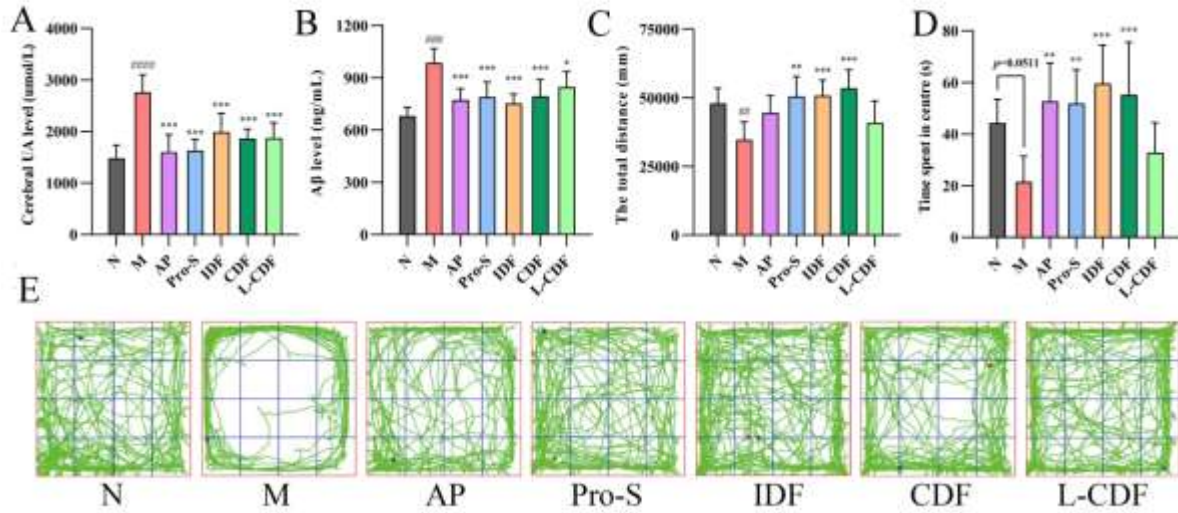 A
Cerebral UA level (umol/L)
4000
3000
2000
1000
0
####
***
***
***
***
***
N
M
AP
Pro-S
IDF
CDF
L-CDF
B
Aβ level (ng/mL)
1200
900
600
300
0
###
***
***
***
***
*
N
M
AP
Pro-S
IDF
CDF
L-CDF
C
The total distance (mm)
75000
50000
25000
0
##
**
***
***
N
M
AP
Pro-S
IDF
CDF
L-CDF
D
Time spent in centre (s)
80
60
40
20
0
p=0.0511
**
**
***
***
N
M
AP
Pro-S
IDF
CDF
L-CDF
E
N
M
AP
Pro-S
IDF
CDF
L-CDF